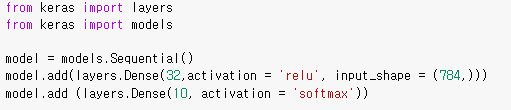 from keras import layers
from keras import models
model = models.Sequential()
model.add(layers.Dense(32,activation = 'relu', input_shape = (784,)))
model.add (layers.Dense(10, activation = 'softmax'))